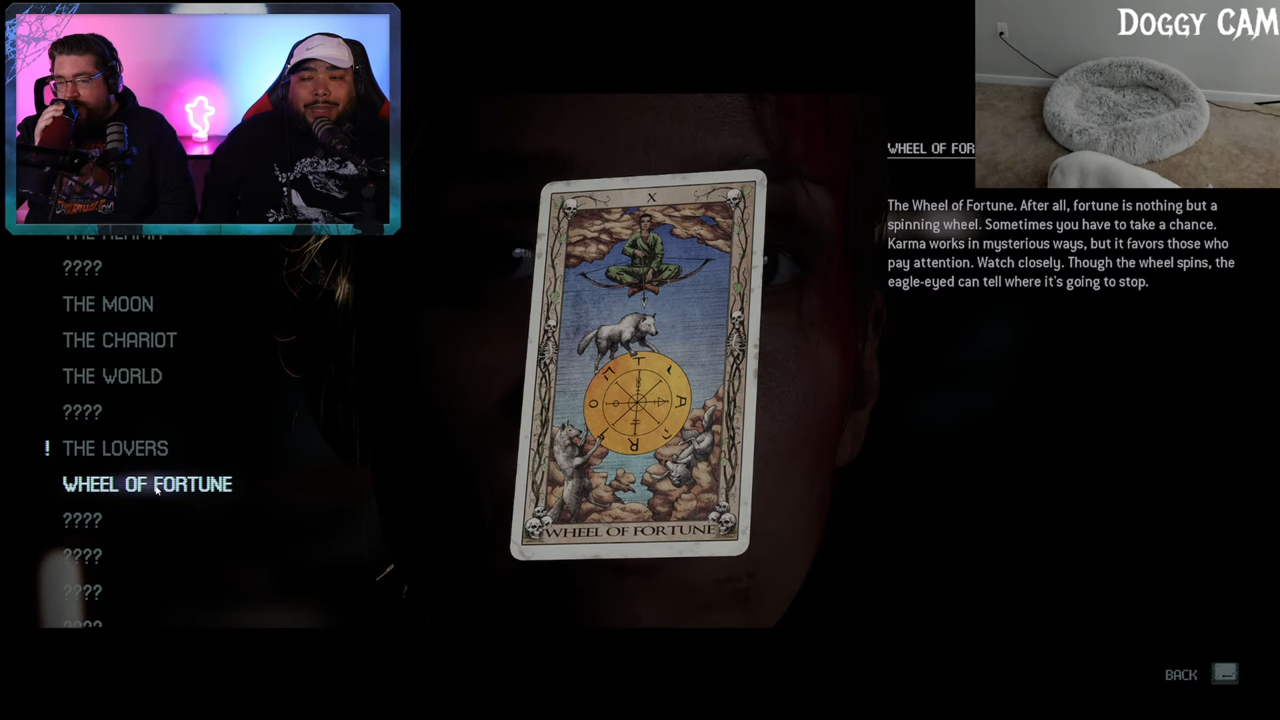 DOGGY CAM
WHEEL OF FOR
The Wheel of Fortune. After all, fortune is nothing but a
spinning wheel. Sometimes you have to take a chance.
Karma works in mysterious ways, but it favors those who
pay attention. Watch closely. Though the wheel spins, the
eagle-eyed can tell where it's going to stop.
????
THE MOON
THE CHARIOT
THE WORLD
????
! THE LOVERS
WHEEL OF FORTUNE
????
????
????
X
T
A
R
O
WHEEL OF FORTUNE
BACK